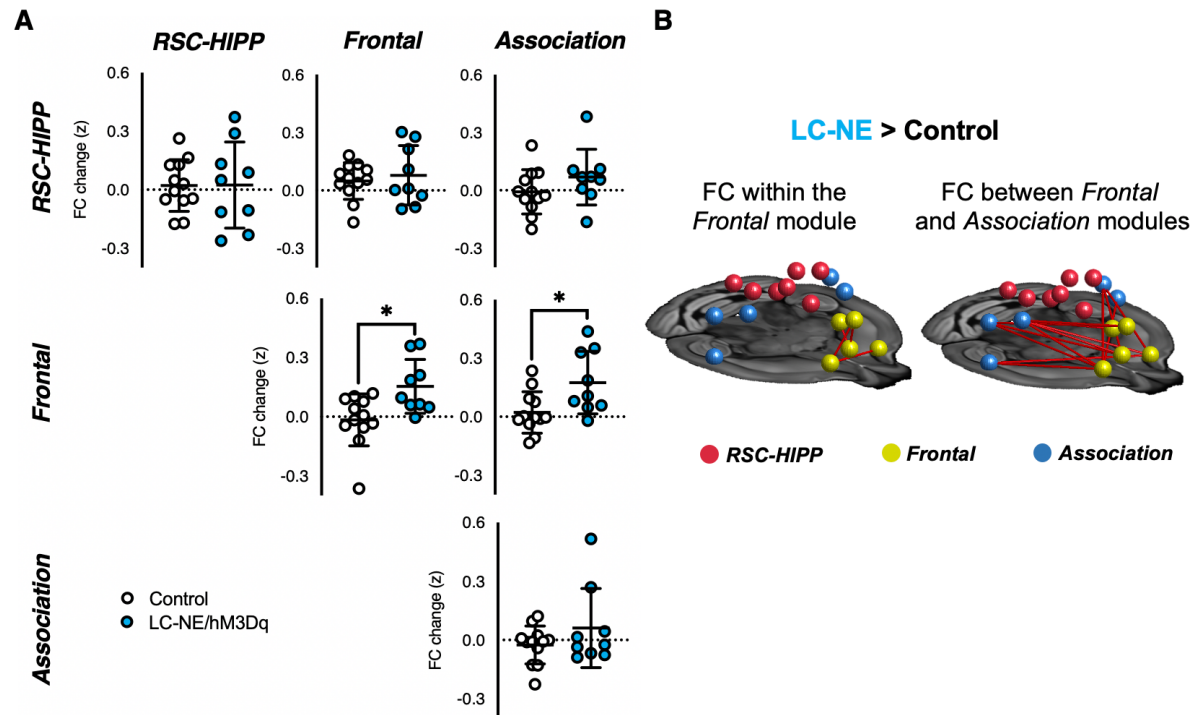 A
B
RSC-HIPP
Frontal
Association
RSC-HIPP
FC change (z)
0.6
0.3
0.0
-0.3
0.6
0.3
0.0
-0.3
0.6
0.3
0.0
-0.3
Frontal
FC change (z)
0.6
0.3
0.0
-0.3
*
0.6
0.3
0.0
-0.3
*
Association
Control
LC-NE/hM3Dq
FC change (z)
0.6
0.3
0.0
-0.3
LC-NE > Control
FC within the
Frontal module
FC between Frontal
and Association modules
RSC-HIPP
Frontal
Association